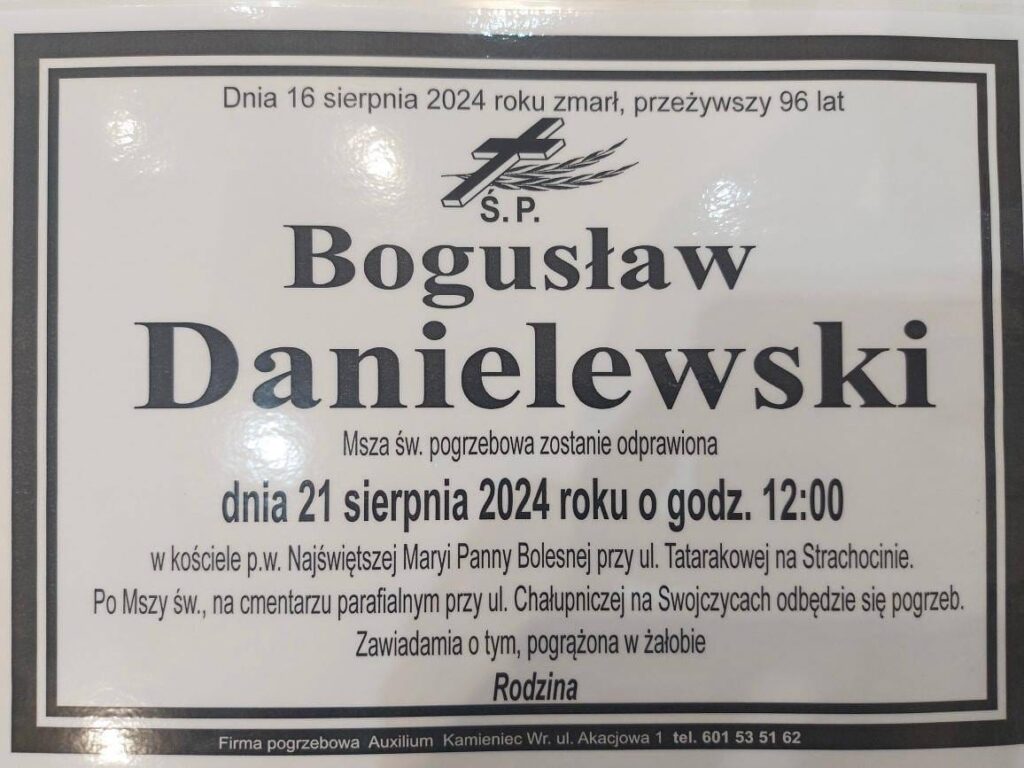 Dnia 16 sierpnia 2024 roku zmarł, przeżywszy 96 lat
Ś.P.
Bogusław
Danielewski
Msza św. pogrzebowa zostanie odprawiona
dnia 21 sierpnia 2024 roku o godz. 12:00
w kościele p.w. Najświętszej Maryi Panny Bolesnej przy ul. Tatarakowej na Strachocinie.
Po Mszy św., na cmentarzu parafialnym przy ul. Chałupniczej na Swojczycach odbędzie się pogrzeb.
Zawiadamia o tym, pogrążona w żałobie
Rodzina
Firma pogrzebowa Auxilium Kamieniec Wr. ul. Akacjowa 1 tel. 601 53 51 62